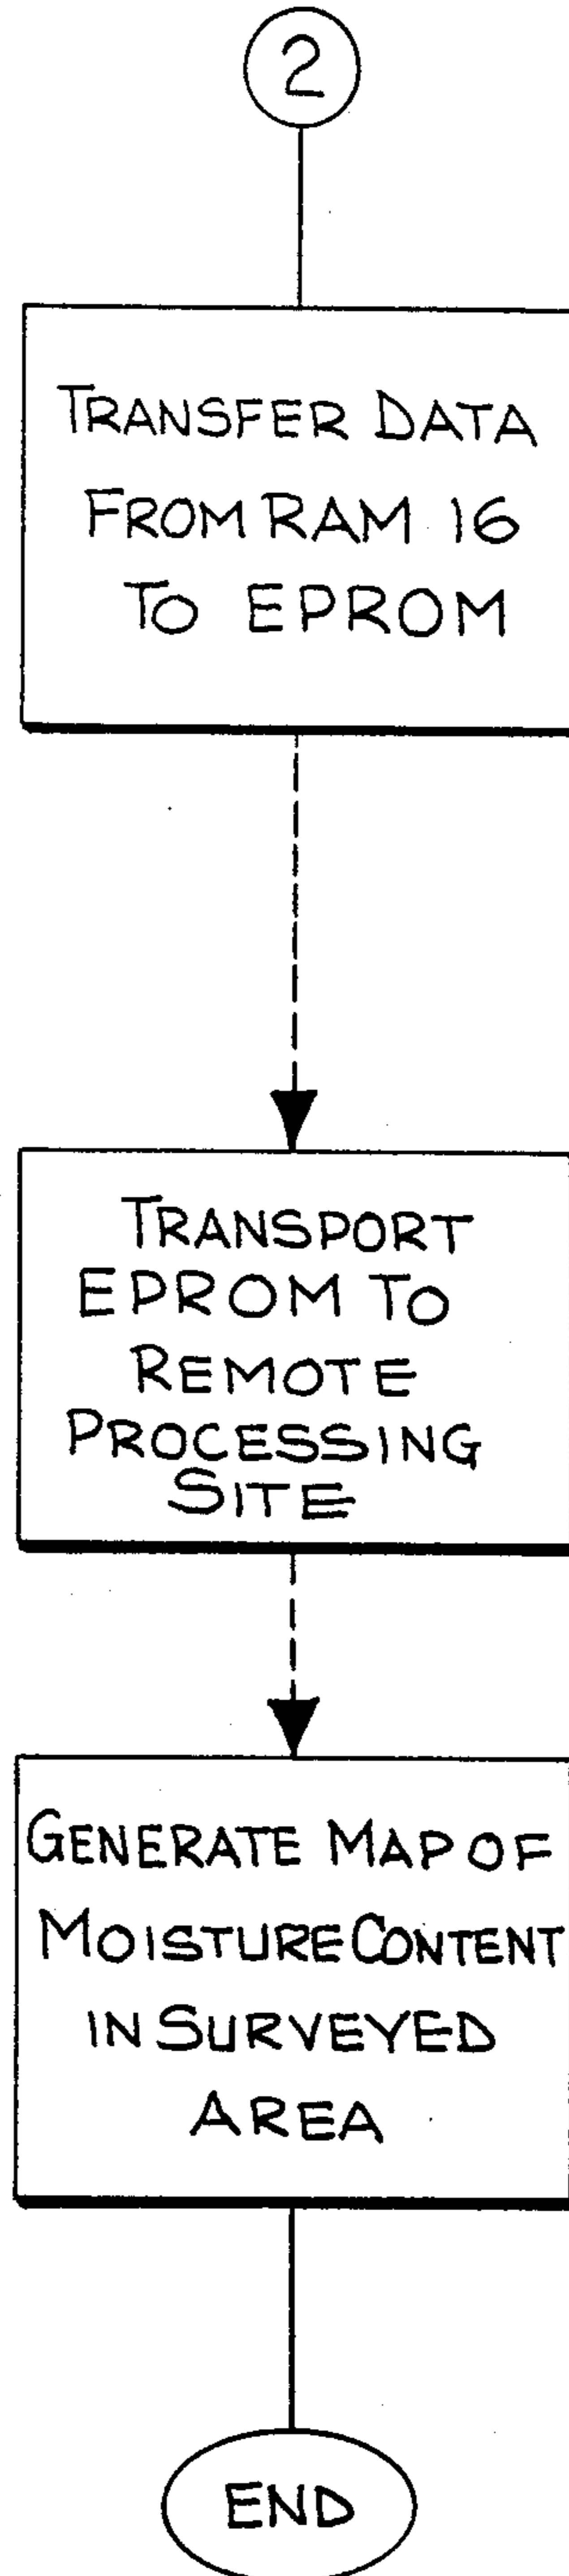 2
TRANSFER DATA
FROM RAM 16
TO EPROM
TRANSPORT
EPROM TO
REMOTE
PROCESSING
SITE
GENERATE MAP OF
MOISTURE CONTENT
IN SURVEYED
AREA
END